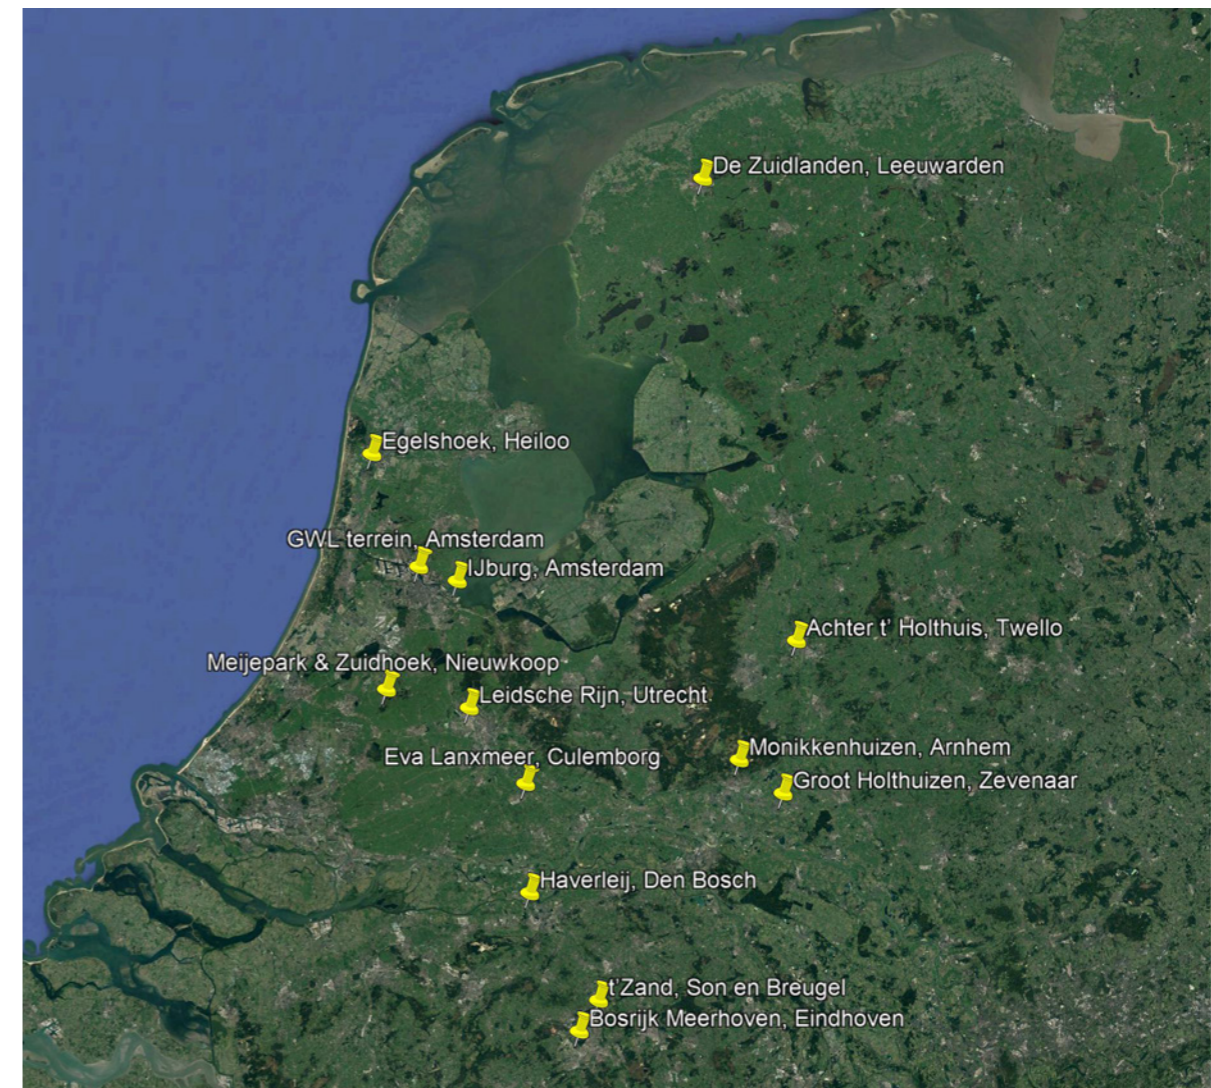 De Zuidlanden, Leeuwarden
Egelshoek, Heiloo
GWL terrein, Amsterdam
IJburg, Amsterdam
Achter t' Holthuis, Twello
Meijepark & Zuidhoek, Nieuwkoop
Leidsche Rijn, Utrecht
Monikkenhuizen, Arnhem
Eva Lanxmeer, Culemborg
Groot Holthuizen, Zevenaar
Haverleij, Den Bosch
t'Zand, Son en Breugel
Bosrijk Meerhoven, Eindhoven